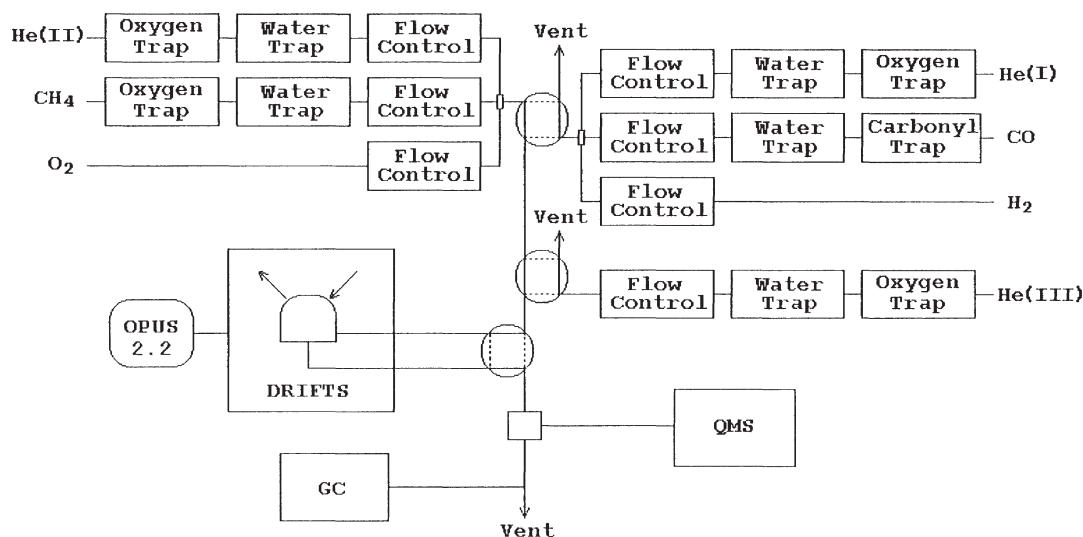 He(II)
Oxygen
Trap
Water
Trap
Flow
Control
CH4
Oxygen
Trap
Water
Trap
Flow
Control
O2
Flow
Control
Vent
Flow
Control
Water
Trap
Oxygen
Trap
He(I)
Flow
Control
Water
Trap
Carbonyl
Trap
CO
Flow
Control
H2
Vent
Flow
Control
Water
Trap
Oxygen
Trap
He(III)
OPUS
2.2
DRIFTS
QMS
GC
Vent